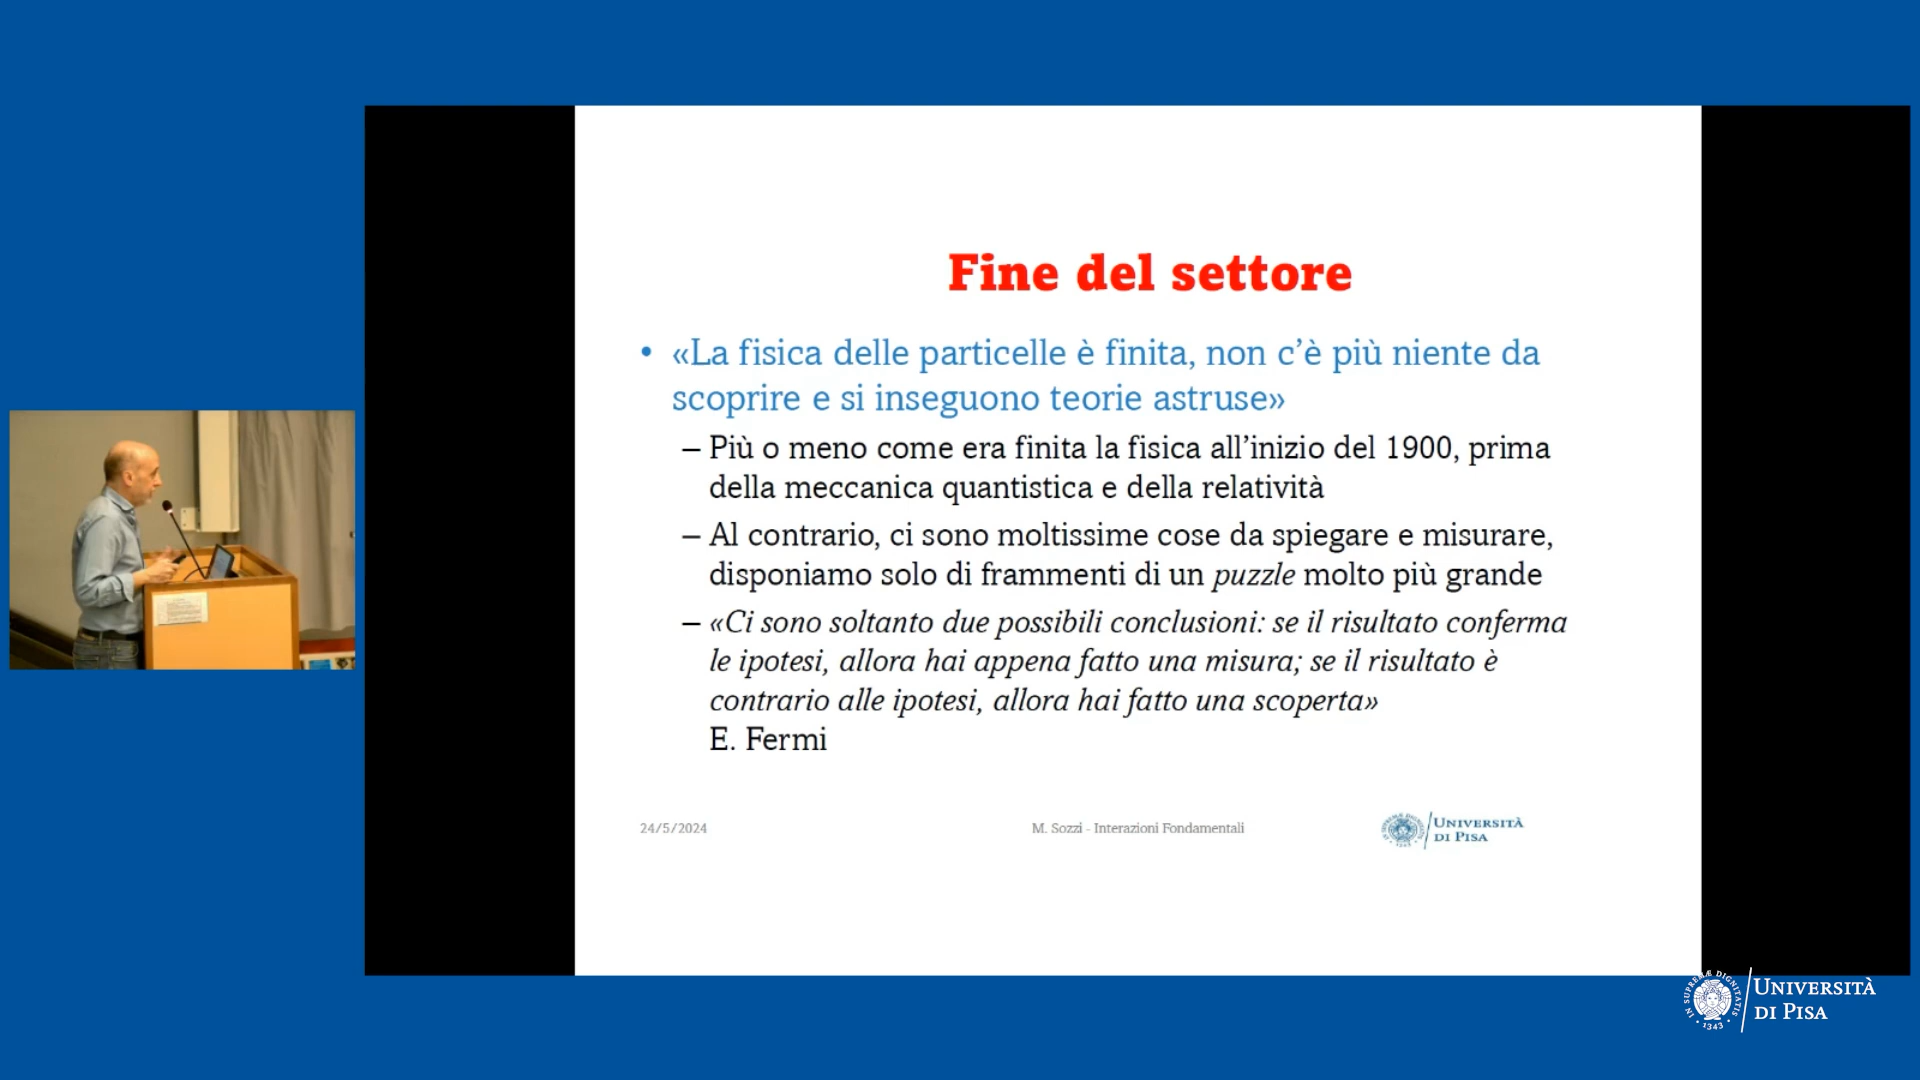 Fine del settore
• «La fisica delle particelle è finita, non c’è più niente da
scoprire e si inseguono teorie astruse»
– Più o meno come era finita la fisica all’inizio del 1900, prima
della meccanica quantistica e della relatività
– Al contrario, ci sono moltissime cose da spiegare e misurare,
disponiamo solo di frammenti di un puzzle molto più grande
– «Ci sono soltanto due possibili conclusioni: se il risultato conferma
le ipotesi, allora hai appena fatto una misura; se il risultato è
contrario alle ipotesi, allora hai fatto una scoperta»
E. Fermi
24/5/2024
M. Sozzi - Interazioni Fondamentali
UNIVERSITÀ
DI PISA
IN SUPREMÆ DIGNITATIS
• 1343 •
UNIVERSITÀ
DI PISA